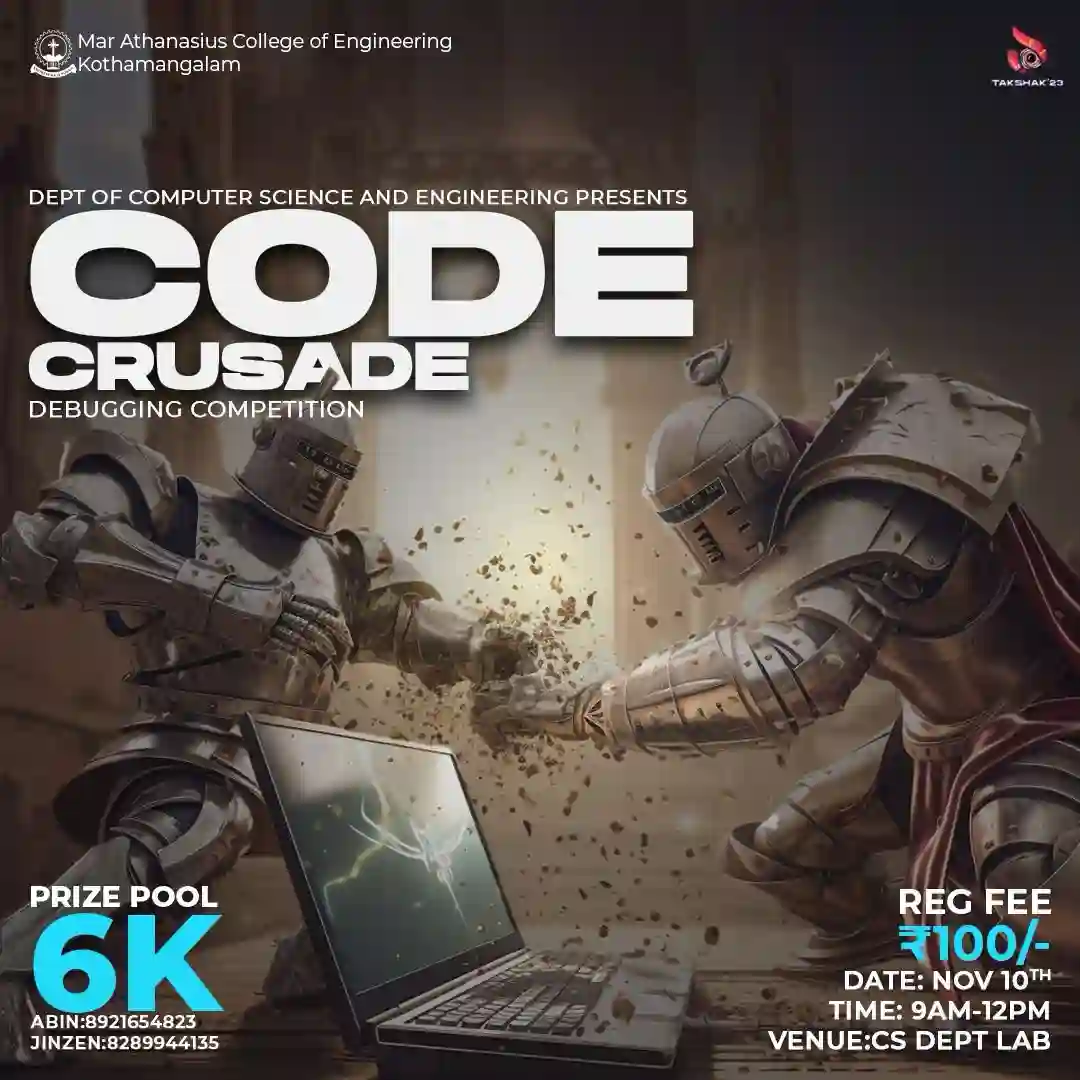 Mar Athanasius College of Engineering
Kothamangalam
TAKSHAK'23
DEPT OF COMPUTER SCIENCE AND ENGINEERING PRESENTS
CODE
CRUSADE
DEBUGGING COMPETITION
PRIZE POOL
6K
ABIN:8921654823
JINZEN:8289944135
REG FEE
₹100/-
DATE: NOV 10TH
TIME: 9AM-12PM
VENUE:CS DEPT LAB